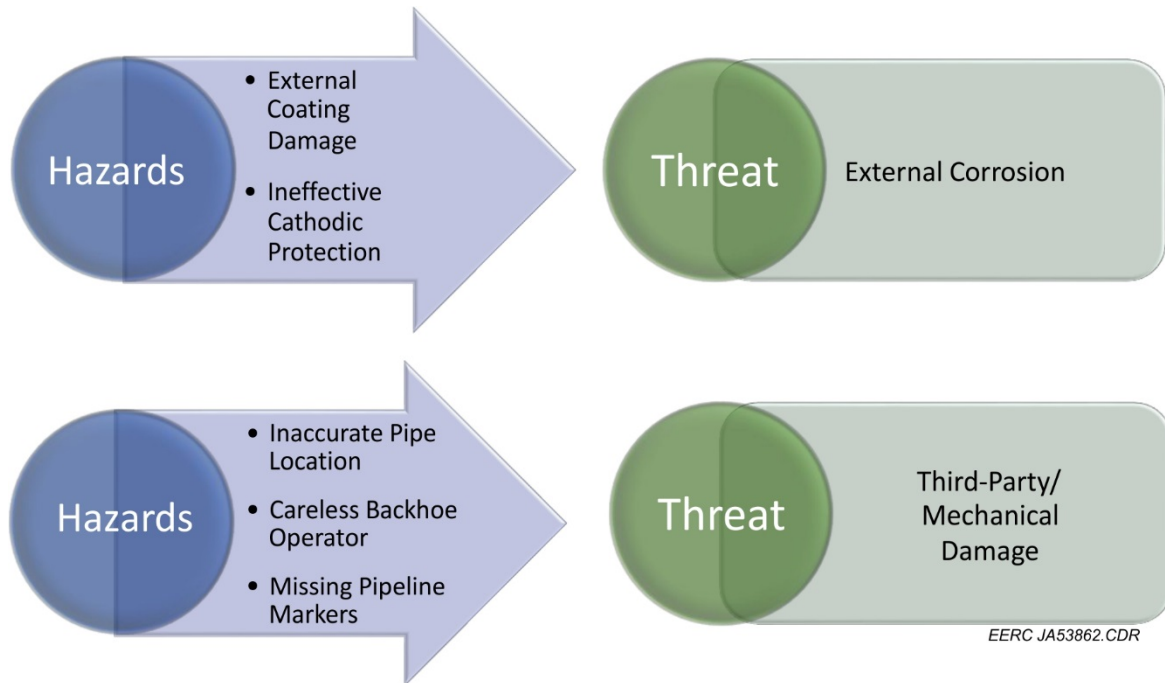 Hazards
• External
Coating
Damage
• Ineffective
Cathodic
Protection
Threat
External Corrosion
Hazards
• Inaccurate Pipe
Location
• Careless Backhoe
Operator
• Missing Pipeline
Markers
Threat
Third-Party/
Mechanical
Damage
EERC JA53862.CDR